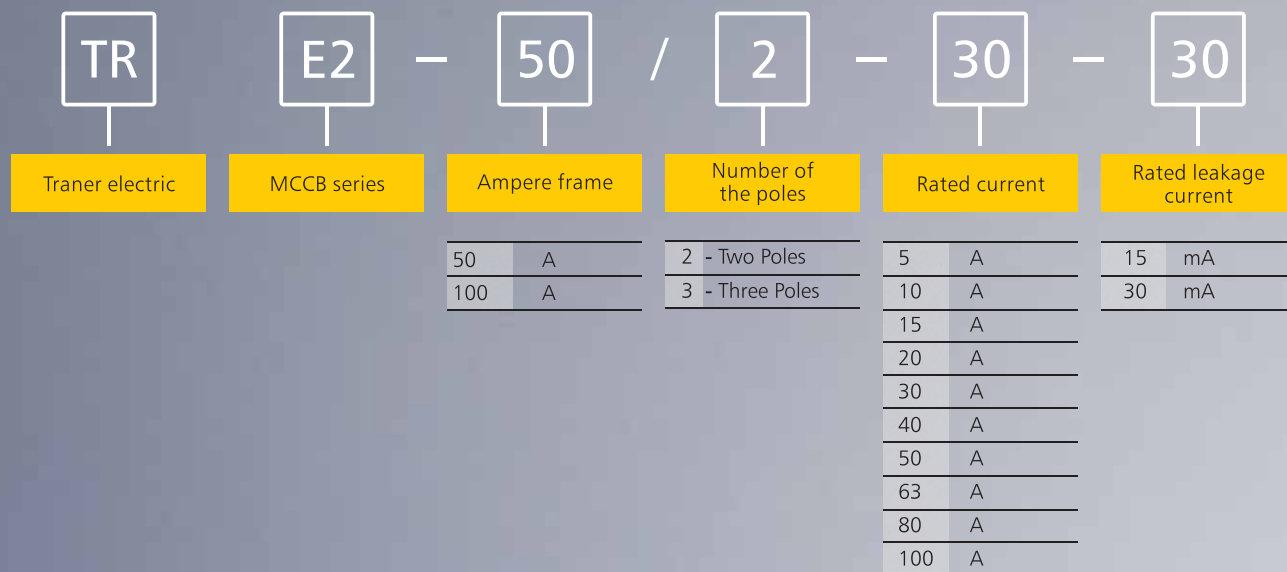 TR E2 – 50 / 2 – 30 – 30
Traner electric
MCCB series
Ampere frame
Number of
the poles
Rated current
Rated leakage
current
50 A
100 A
2 - Two Poles
3 - Three Poles
5 A
10 A
15 A
20 A
30 A
40 A
50 A
63 A
80 A
100 A
15 mA
30 mA